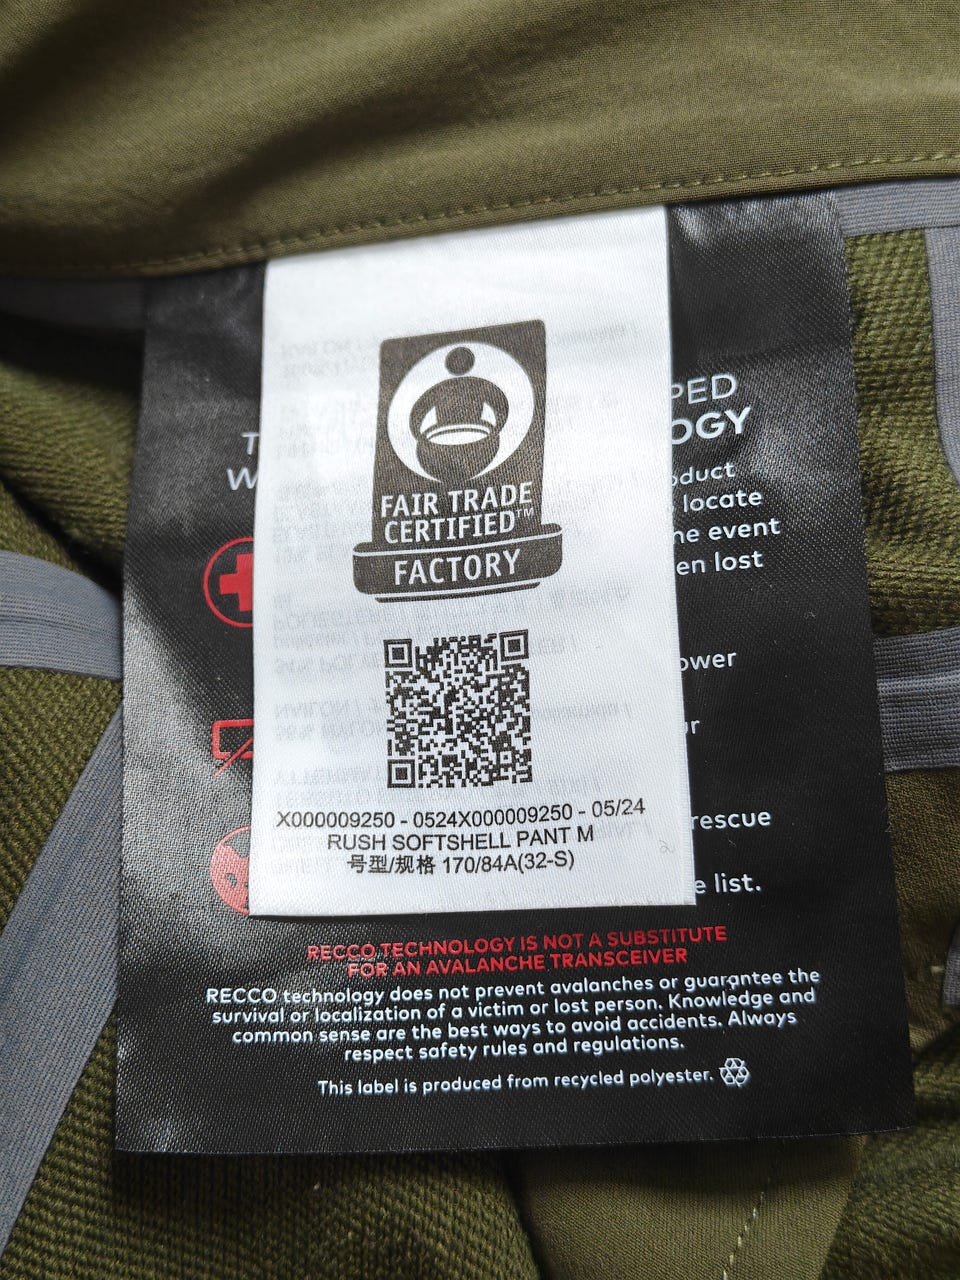 FAIR TRADE
CERTIFIED™
FACTORY
X000009250 - 0524X000009250 - 05/24
RUSH SOFTSHELL PANT M
号型/规格 170/84A(32-S)
T
W
PED
OGY
oduct
locate
he event
en lost
ower
ur
rescue
e list.
RECCO TECHNOLOGY IS NOT A SUBSTITUTE
FOR AN AVALANCHE TRANSCEIVER
RECCO technology does not prevent avalanches or guarantee the
survival or localization of a victim or lost person. Knowledge and
common sense are the best ways to avoid accidents. Always
respect safety rules and regulations.
This label is produced from recycled polyester.